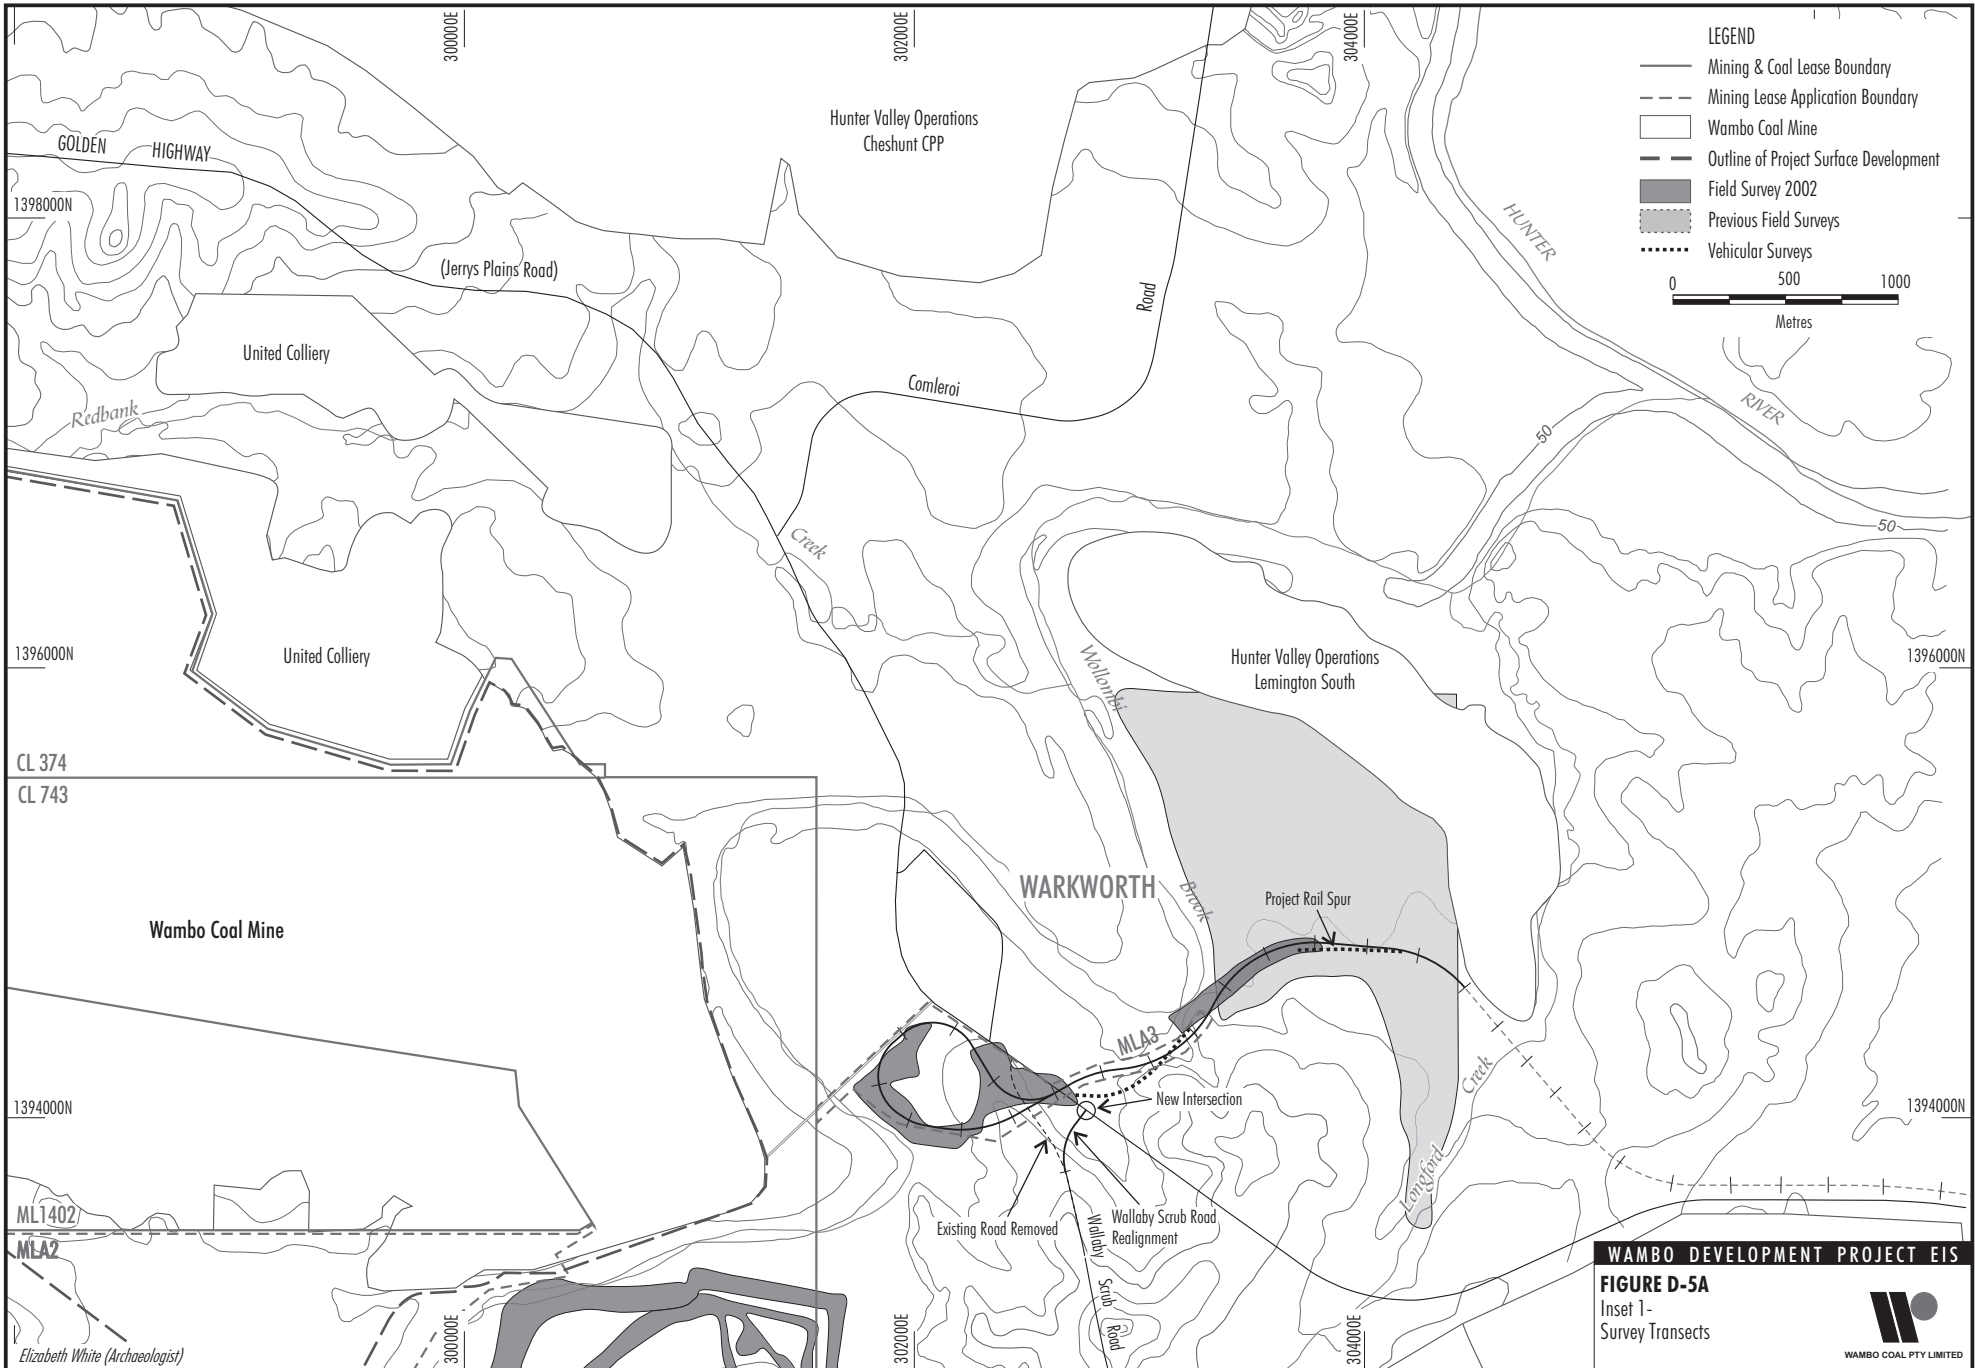 300000E
302000E
304000E
LEGEND
Mining & Coal Lease Boundary
Mining Lease Application Boundary
Wambo Coal Mine
Outline of Project Surface Development
Field Survey 2002
Previous Field Surveys
Vehicular Surveys
0 500 1000
Metres
Hunter Valley Operations
Cheshunt CPP
GOLDEN HIGHWAY
1398000N
(Jerrys Plains Road)
HUNTER
Road
United Colliery
Comleroi
Redbank
RIVER
50
50
Creek
1396000N
United Colliery
Wollombi
Hunter Valley Operations
Lemington South
1396000N
CL 374
CL 743
WARKWORTH
Brook
Project Rail Spur
Wambo Coal Mine
MLA3
Creek
New Intersection
1394000N
1394000N
Longford
ML1402
MLA2
Existing Road Removed
Wallaby Scrub Road
Realignment
Wallaby
Scrub
Road
300000E
302000E
304000E
Elizabeth White (Archaeologist)
WAMBO DEVELOPMENT PROJECT EIS
FIGURE D-5A
Inset 1-
Survey Transects
WAMBO COAL PTY LIMITED